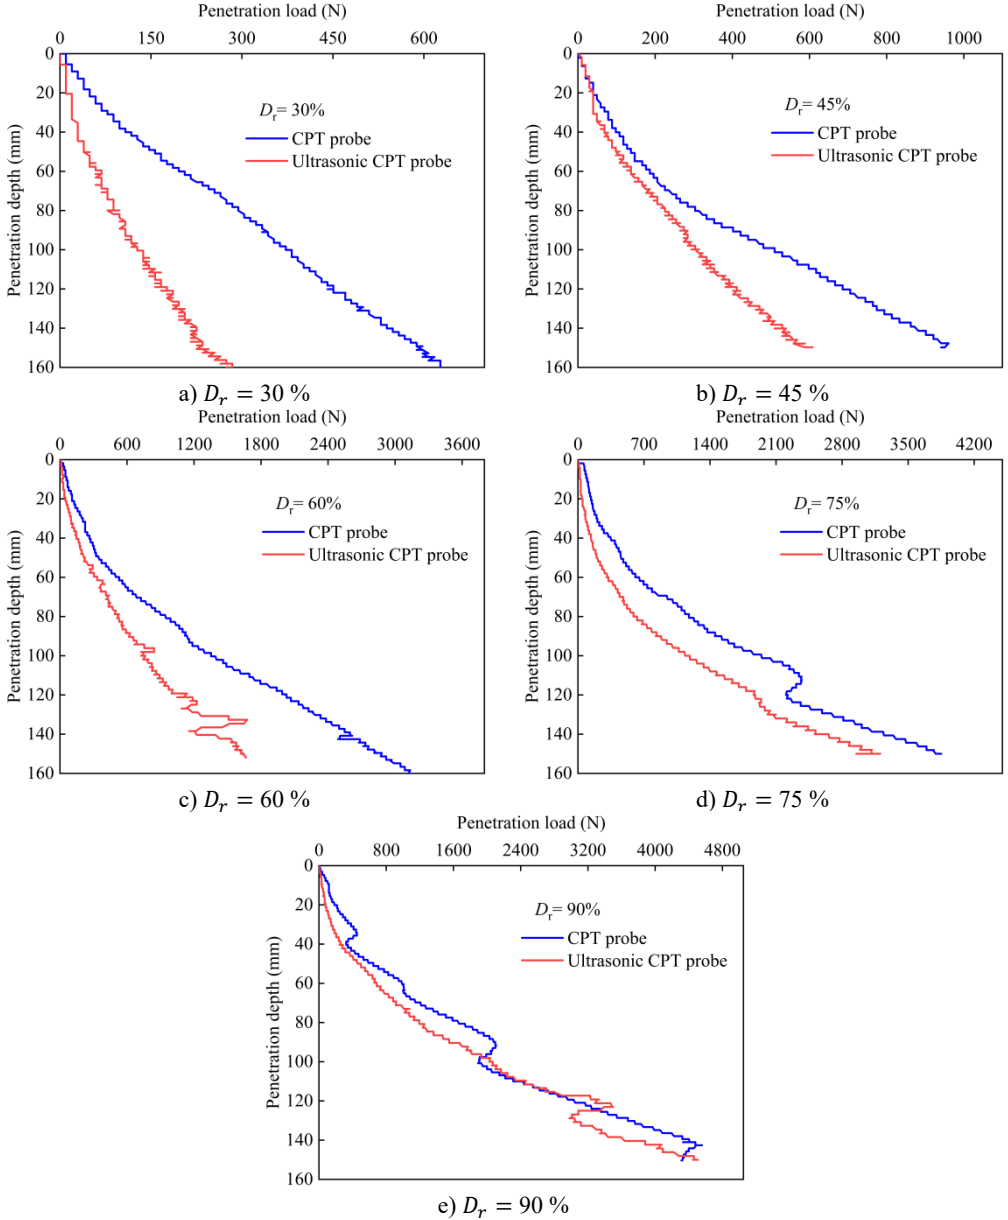 Penetration load (N)
0 150 300 450 600
0
20
40
60
80
100
120
140
160
Penetration depth (mm)
Dr= 30%
CPT probe
Ultrasonic CPT probe
a) Dr = 30 %
Penetration load (N)
0 200 400 600 800 1000
0
20
40
60
80
100
120
140
160
Penetration depth (mm)
Dr= 45%
CPT probe
Ultrasonic CPT probe
b) Dr = 45 %
Penetration load (N)
0 600 1200 1800 2400 3000 3600
0
20
40
60
80
100
120
140
160
Penetration depth (mm)
Dr= 60%
CPT probe
Ultrasonic CPT probe
c) Dr = 60 %
Penetration load (N)
0 700 1400 2100 2800 3500 4200
0
20
40
60
80
100
120
140
160
Penetration depth (mm)
Dr= 75%
CPT probe
Ultrasonic CPT probe
d) Dr = 75 %
Penetration load (N)
0 800 1600 2400 3200 4000 4800
0
20
40
60
80
100
120
140
160
Penetration depth (mm)
Dr= 90%
CPT probe
Ultrasonic CPT probe
e) Dr = 90 %